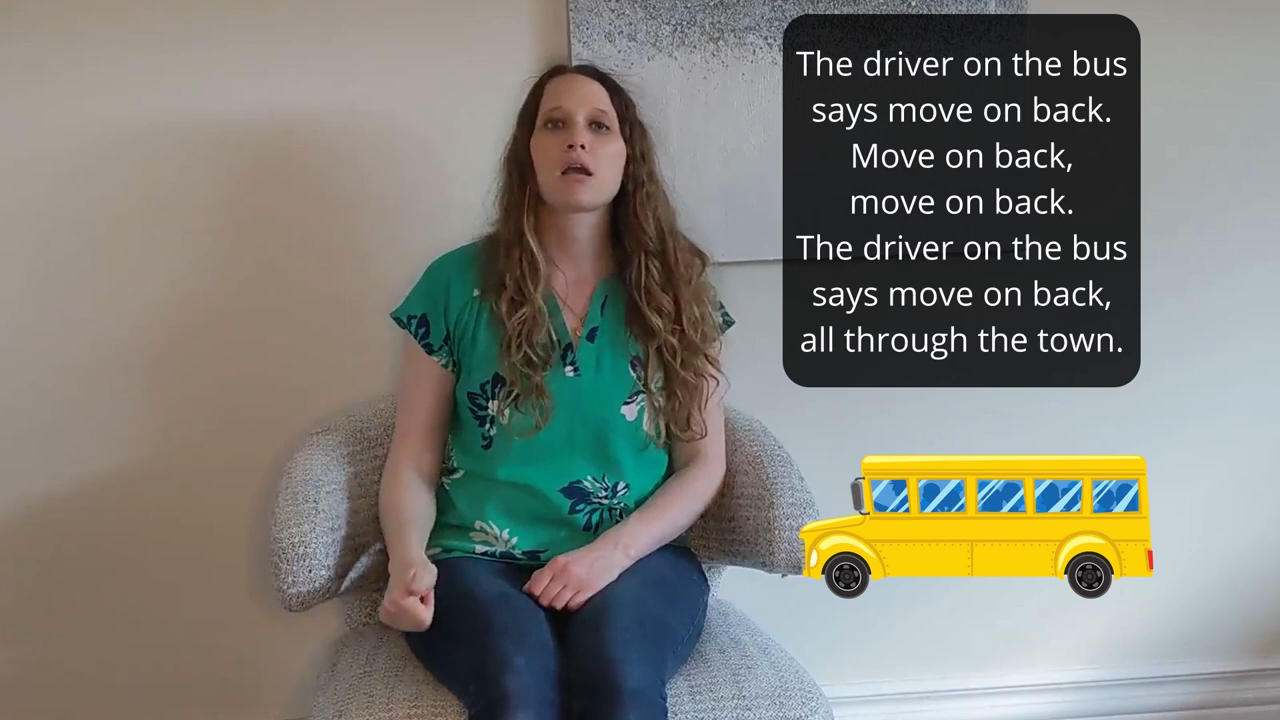 The driver on the bus
says move on back.
Move on back,
move on back.
The driver on the bus
says move on back,
all through the town.